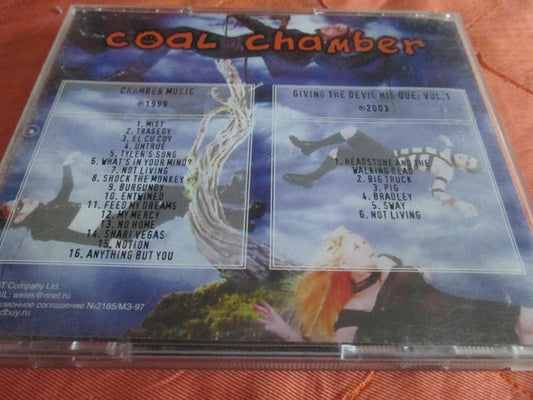 coal chamber
CHAMBER MUSIC
℗1999
1. MIST
2. TRAGEDY
3. EL CU CUY
4. UNTRUE
5. TYLER'S SONG
6. WHAT'S IN YOUR MIND?
7. NOT LIVING
8. SHOCK THE MONKEY
9. BURGUNDY
10. ENTWINED
11. FEED MY DREAMS
12. MY MERCY
13. NO HOME
14. SHARI VEGAS
15. NOTION
16. ANYTHING BUT YOU
GIVING THE DEVIL HIS DUE: VOL.1
℗2003
1. HEADSTONE AND THE
WALKING DEAD
2. BIG TRUCK
3. PIG
4. BRADLEY
5. SWAY
6. NOT LIVING
Company Ltd.
weles@rinet.ru
соглашение №2165/МЗ-97
dbuy.ru